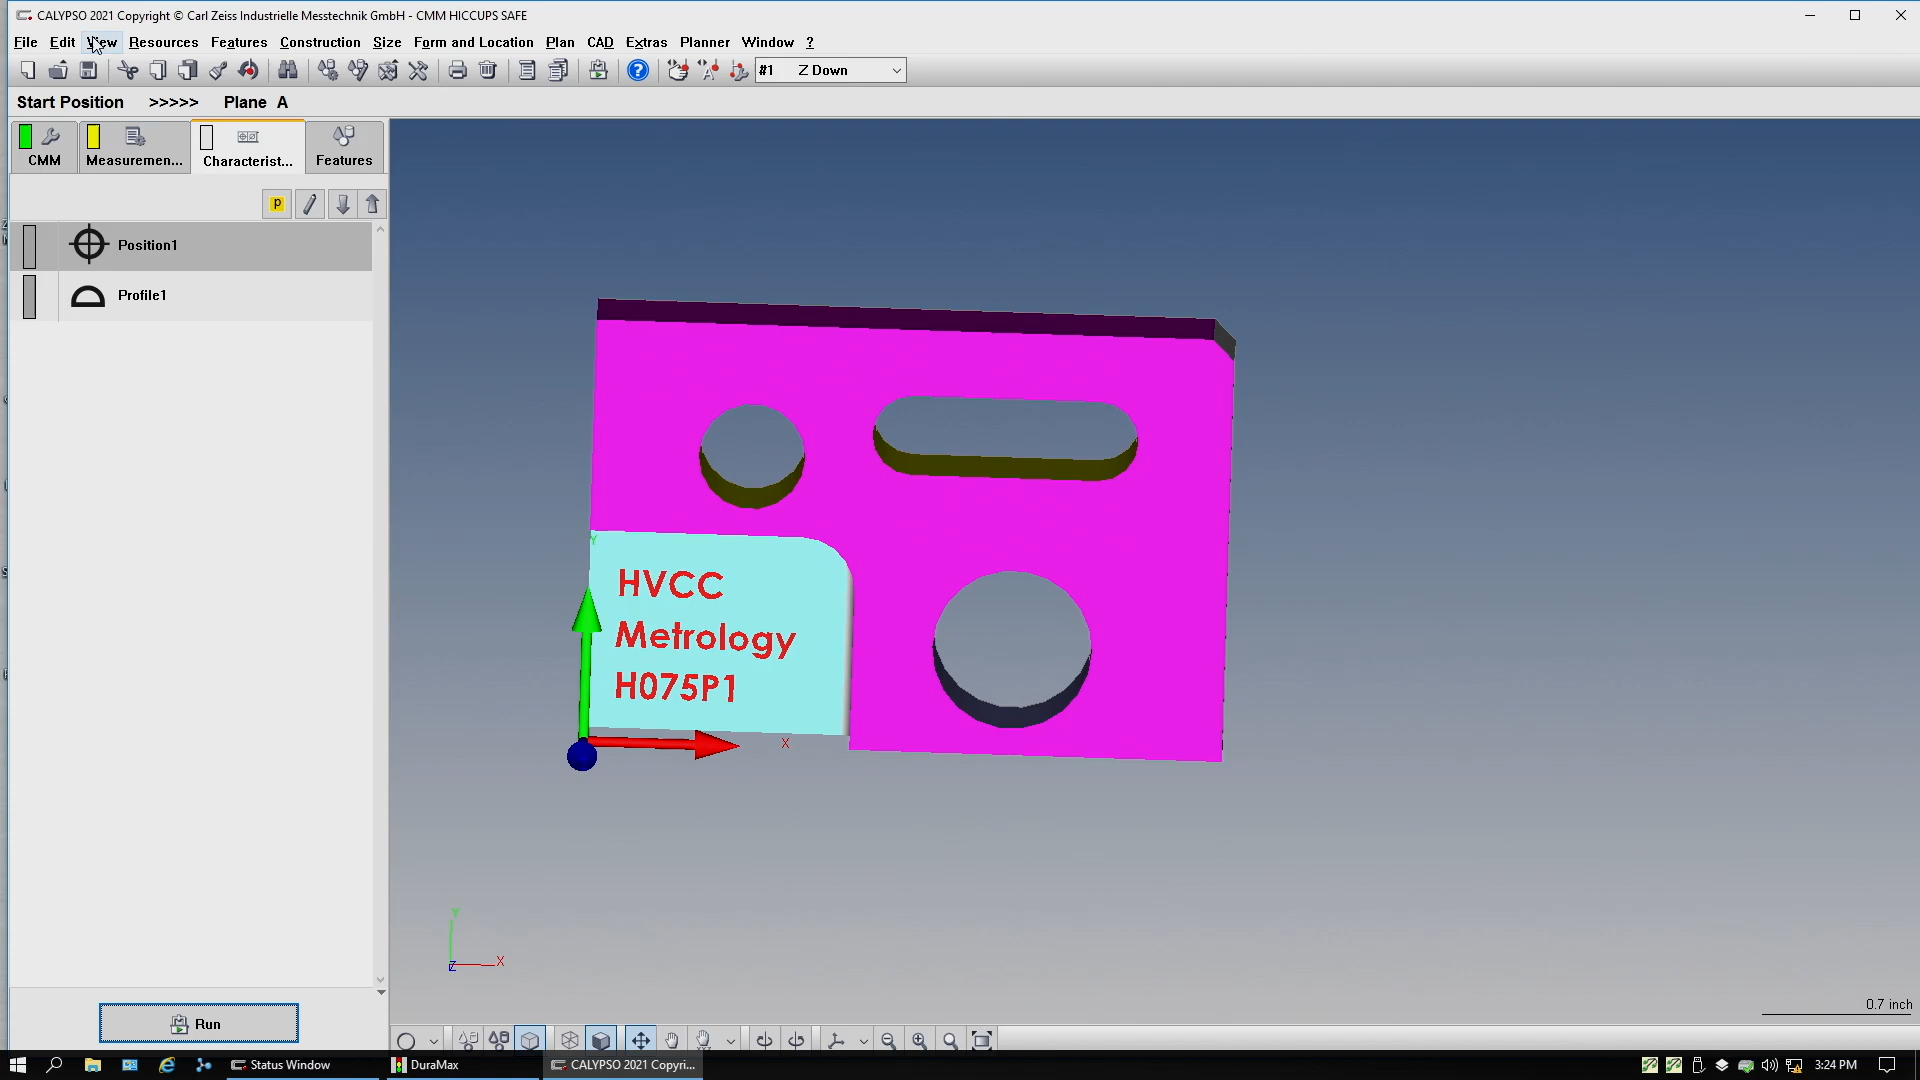 CALYPSO 2021 Copyright © Carl Zeiss Industrielle Messtechnik GmbH - CMM HICCUPS SAFE
File Edit View Resources Features Construction Size Form and Location Plan CAD Extras Planner Window ?
#1 Z Down
Start Position >>>>> Plane A
CMM Measuremen... Characterist... Features
P
Position1
Profile1
HVCC
Metrology
H075P1
Y
X
Y
X
Z
0.7 inch
Run
Status Window DuraMax CALYPSO 2021 Copyri... 3:24 PM